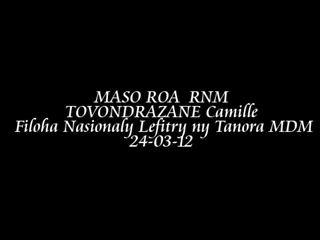 MASO ROA RNM
TOVONDRAZANE Camille
Filoha Nasionaly Lefitry ny Tanora MDM
24-03-12